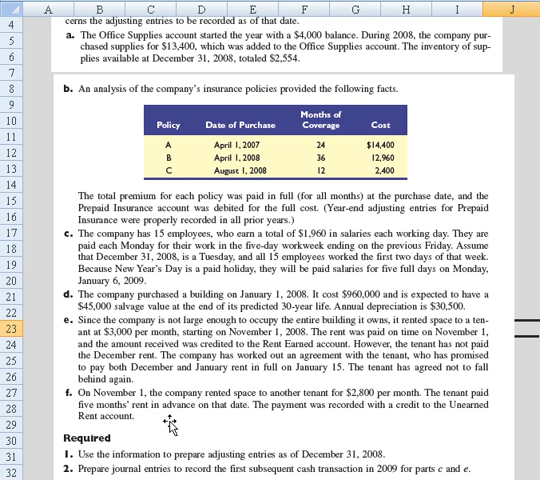 A B C D E F G H I J
4 cerns the adjusting entries to be recorded as of that date.
5 a. The Office Supplies account started the year with a $4,000 balance. During 2008, the company pur-
chased supplies for $13,400, which was added to the Office Supplies account. The inventory of sup-
6 plies available at December 31, 2008, totaled $2,554.
7
8 b. An analysis of the company's insurance policies provided the following facts.
9
10 Policy Date of Purchase Months of Coverage Cost
11
12 A April 1, 2007 24 $14,400
B April 1, 2008 36 12,960
13 C August 1, 2008 12 2,400
14
15 The total premium for each policy was paid in full (for all months) at the purchase date, and the
Prepaid Insurance account was debited for the full cost. (Year-end adjusting entries for Prepaid
16 Insurance were properly recorded in all prior years.)
17 c. The company has 15 employees, who earn a total of $1,960 in salaries each working day. They are
18 paid each Monday for their work in the five-day workweek ending on the previous Friday. Assume
that December 31, 2008, is a Tuesday, and all 15 employees worked the first two days of that week.
19 Because New Year's Day is a paid holiday, they will be paid salaries for five full days on Monday,
20 January 6, 2009.
21 d. The company purchased a building on January 1, 2008. It cost $960,000 and is expected to have a
22 $45,000 salvage value at the end of its predicted 30-year life. Annual depreciation is $30,500.
23 e. Since the company is not large enough to occupy the entire building it owns, it rented space to a ten-
ant at $3,000 per month, starting on November 1, 2008. The rent was paid on time on November 1,
24 and the amount received was credited to the Rent Earned account. However, the tenant has not paid
25 the December rent. The company has worked out an agreement with the tenant, who has promised
to pay both December and January rent in full on January 15. The tenant has agreed not to fall
26 behind again.
27 f. On November 1, the company rented space to another tenant for $2,800 per month. The tenant paid
28 five months' rent in advance on that date. The payment was recorded with a credit to the Unearned
Rent account.
29
30 Required
31 1. Use the information to prepare adjusting entries as of December 31, 2008.
32 2. Prepare journal entries to record the first subsequent cash transaction in 2009 for parts c and e.